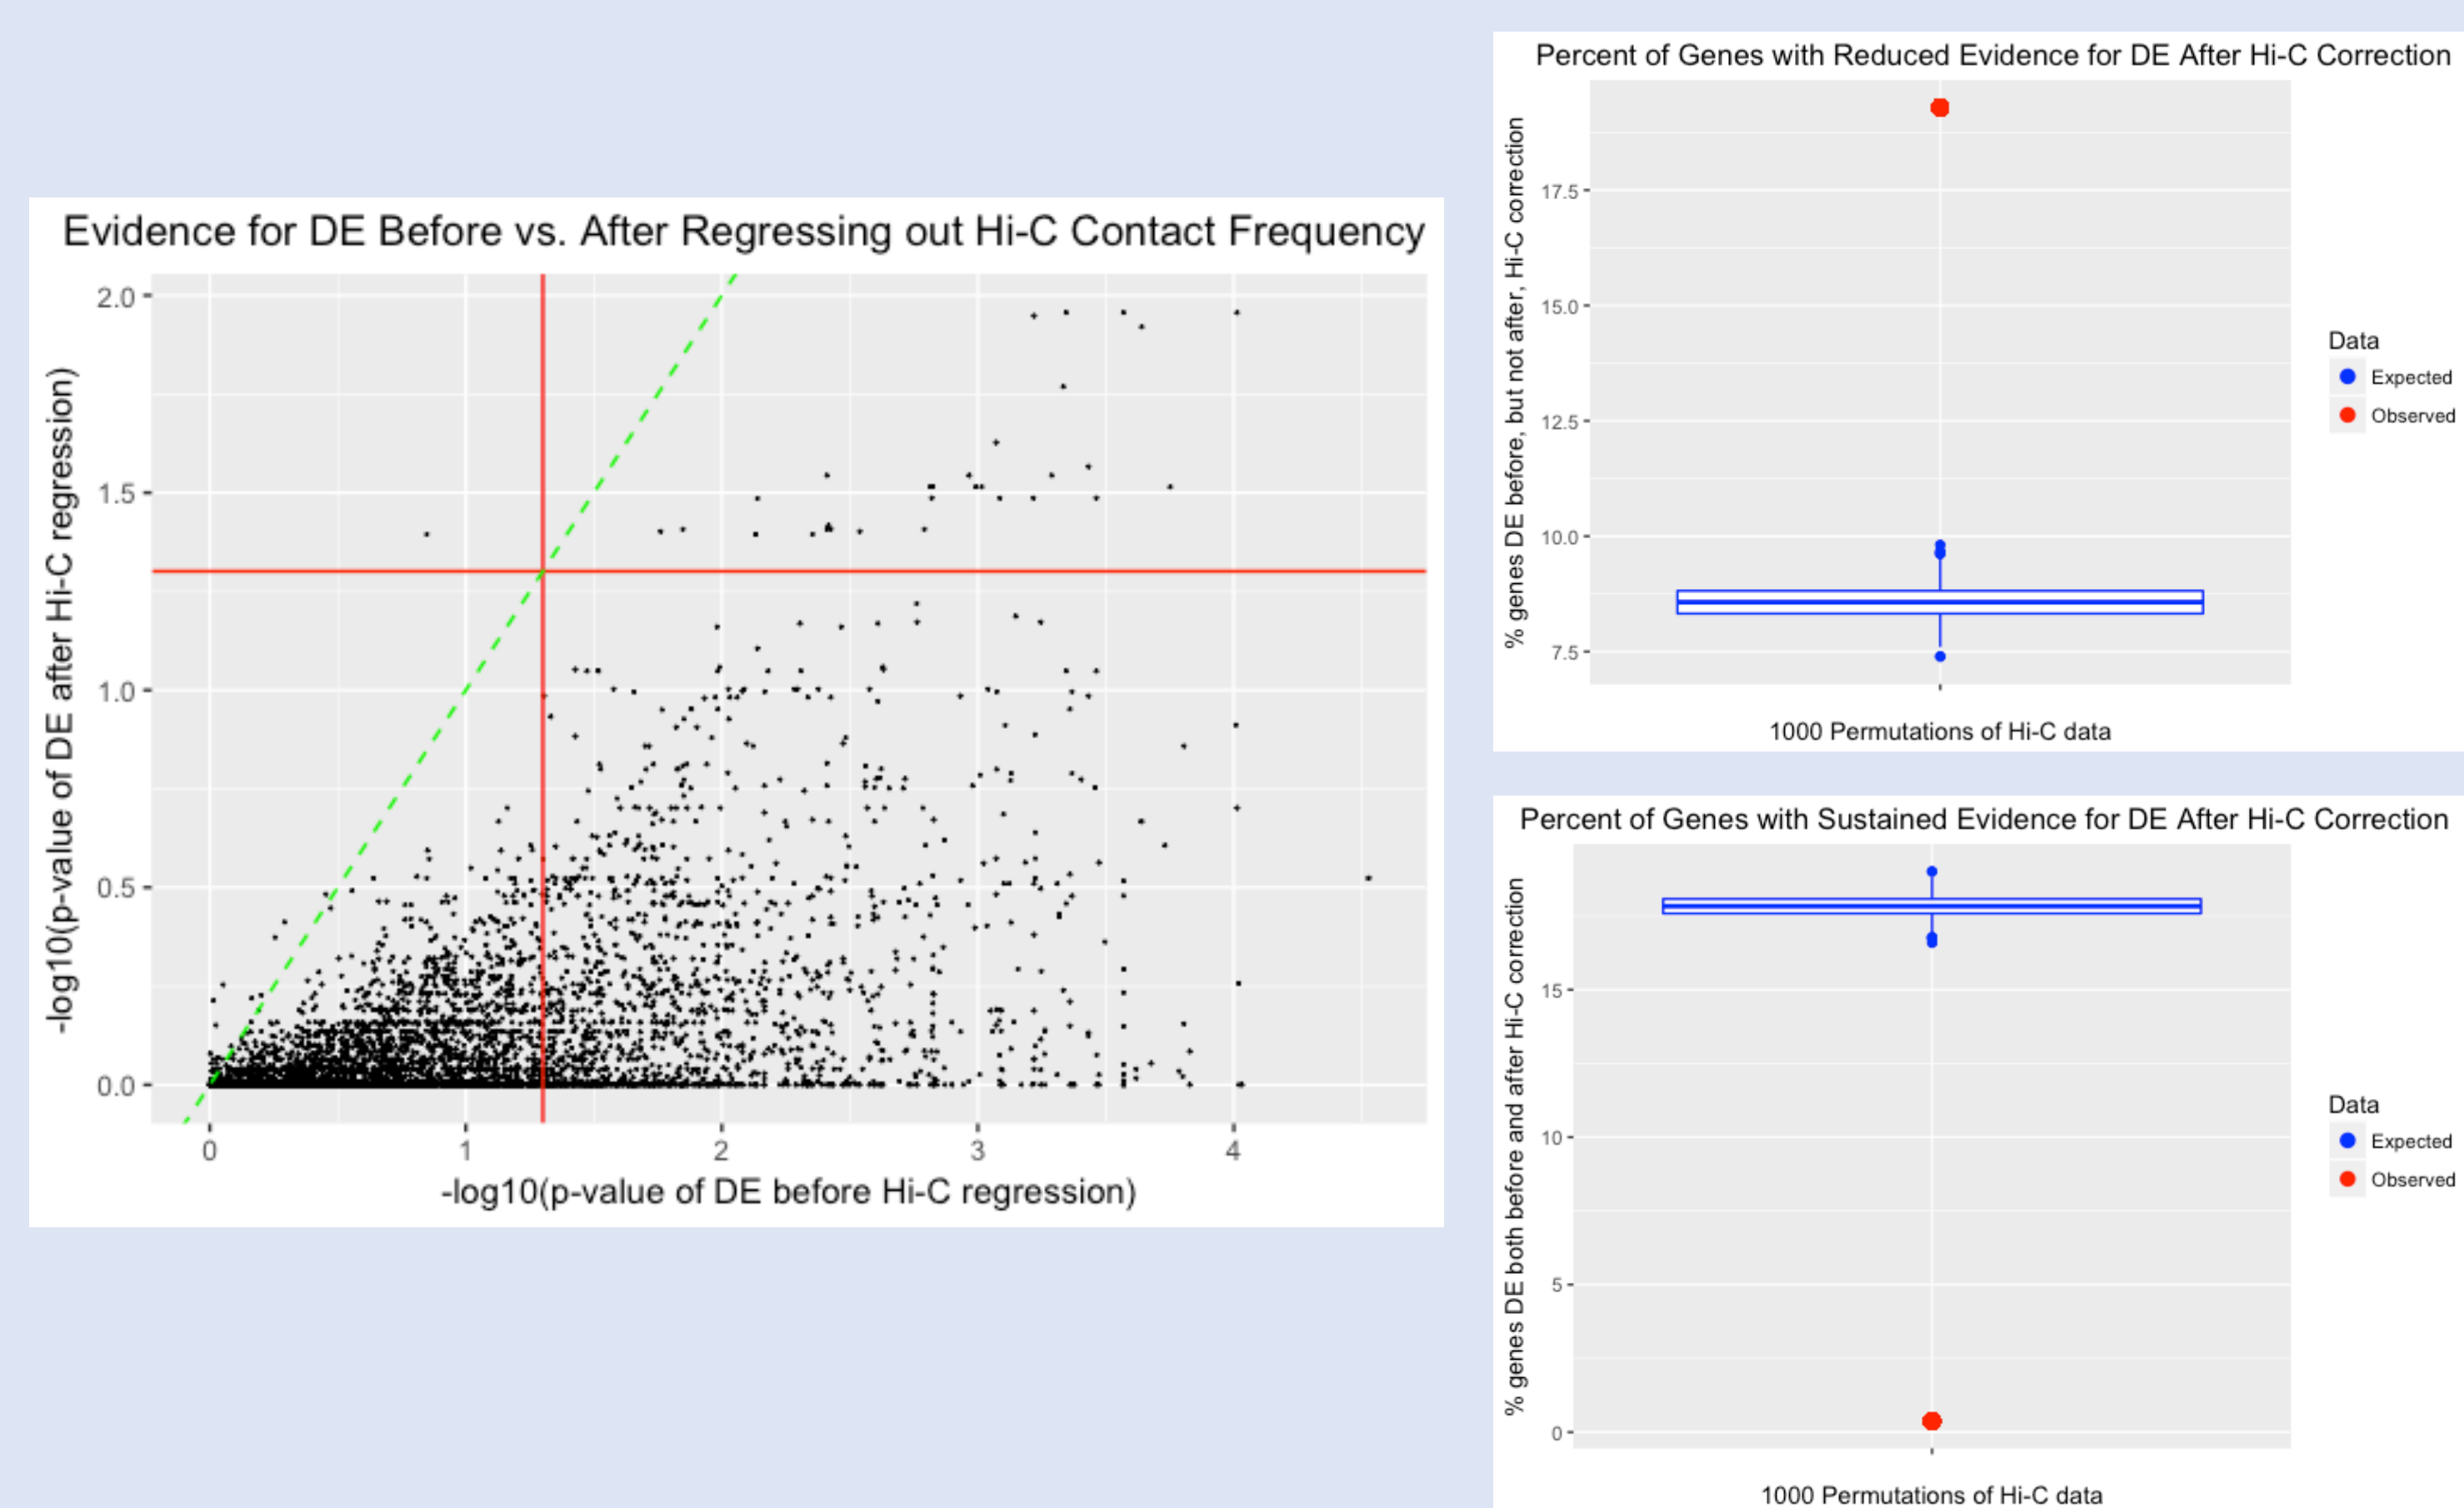 Evidence for DE Before vs. After Regressing out Hi-C Contact Frequency
-log10(p-value of DE after Hi-C regression)
2.0
1.5
1.0
0.5
0.0
0 1 2 3 4
-log10(p-value of DE before Hi-C regression)
Percent of Genes with Reduced Evidence for DE After Hi-C Correction
% genes DE before, but not after, Hi-C correction
17.5
15.0
12.5
10.0
7.5
1000 Permutations of Hi-C data
Data
Expected
Observed
Percent of Genes with Sustained Evidence for DE After Hi-C Correction
% genes DE both before and after Hi-C correction
15
10
5
0
1000 Permutations of Hi-C data
Data
Expected
Observed